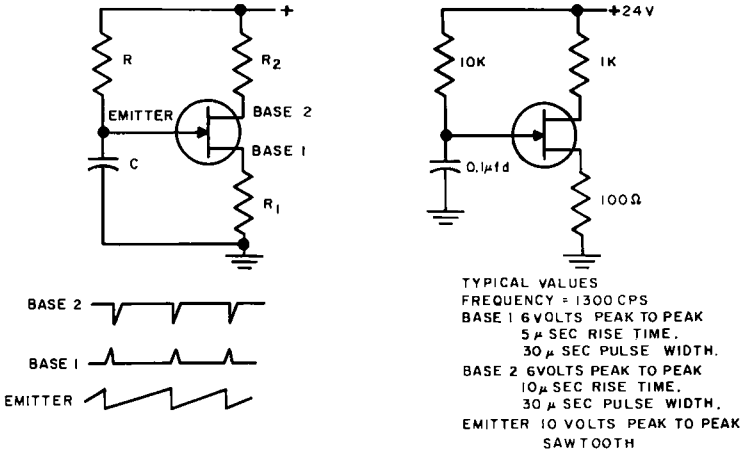 +
R
R2
EMITTER
BASE 2
BASE 1
C
R1
BASE 2
BASE 1
EMITTER
+24V
10K
1K
0.1µfd
100Ω
TYPICAL VALUES
FREQUENCY = 1300 CPS
BASE 1 6 VOLTS PEAK TO PEAK
5 µ SEC RISE TIME.
30 µ SEC PULSE WIDTH.
BASE 2 6VOLTS PEAK TO PEAK
10 µ SEC RISE TIME.
30 µ SEC PULSE WIDTH.
EMITTER 10 VOLTS PEAK TO PEAK
SAWTOOTH